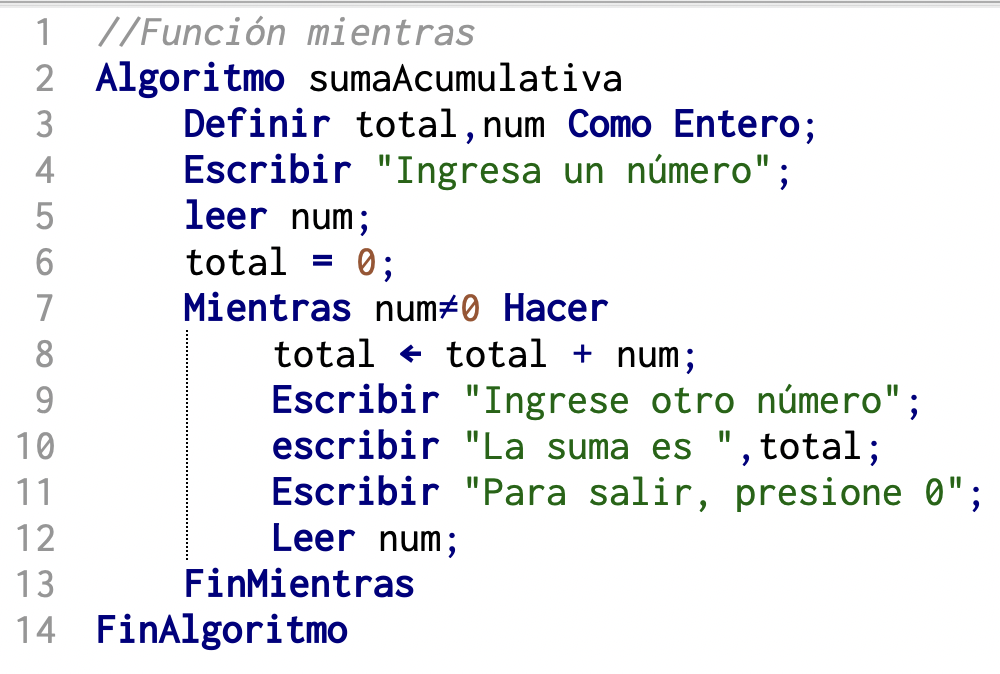 1 //Función mientras
2 Algoritmo sumaAcumulativa
3 Definir total,num Como Entero;
4 Escribir "Ingresa un número";
5 leer num;
6 total = 0;
7 Mientras num≠0 Hacer
8 total ← total + num;
9 Escribir "Ingrese otro número";
10 escribir "La suma es ",total;
11 Escribir "Para salir, presione 0";
12 Leer num;
13 FinMientras
14 FinAlgoritmo